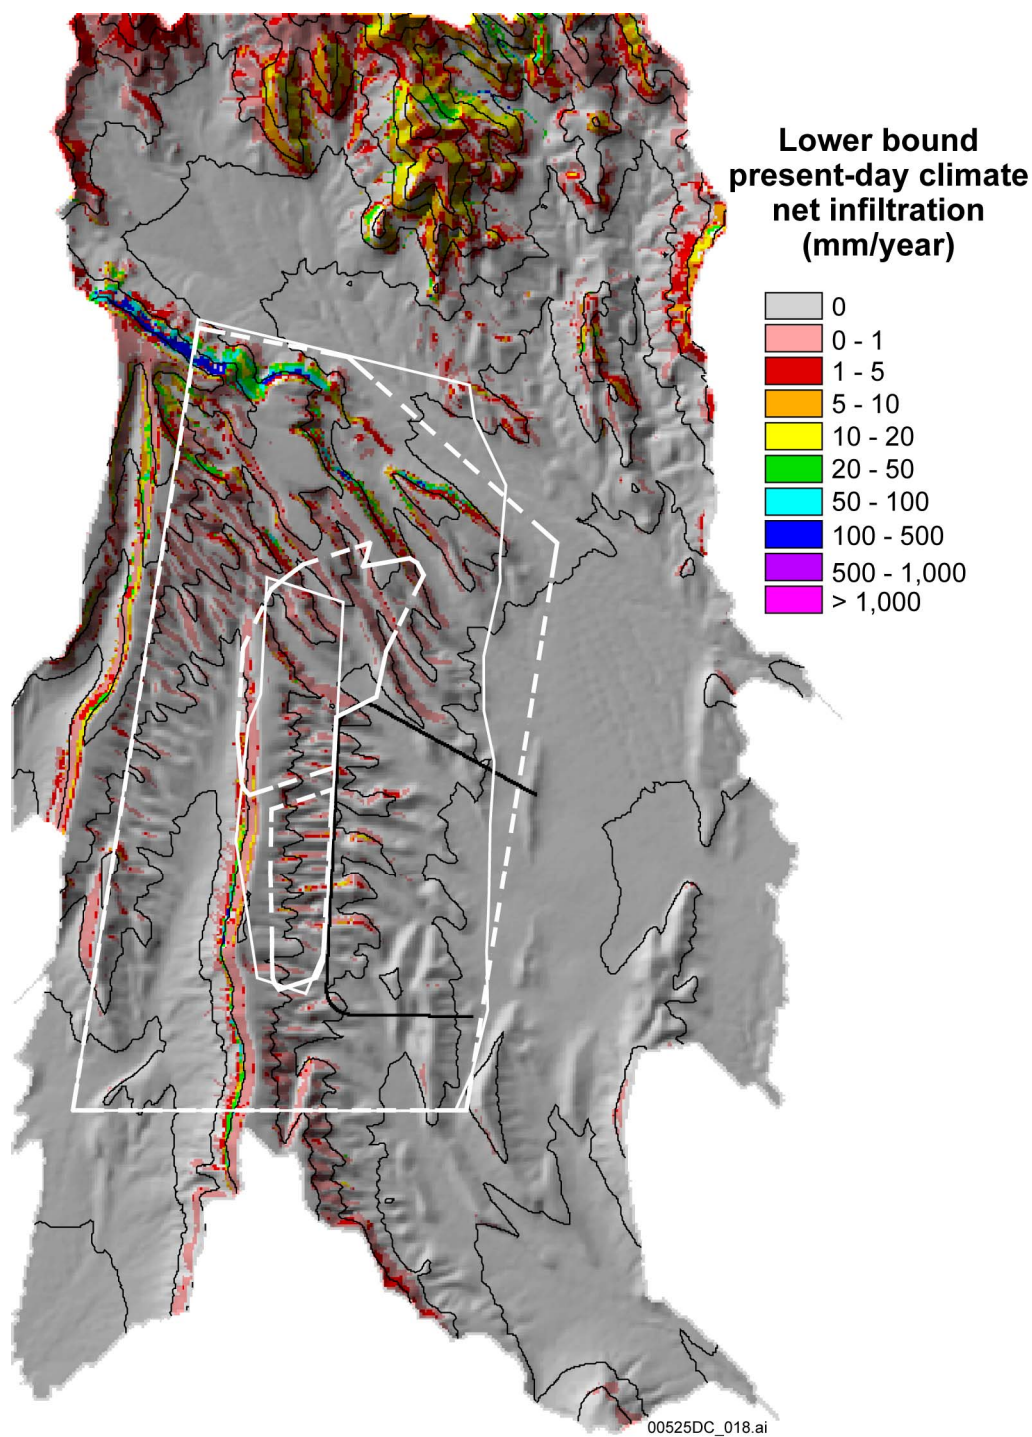 Lower bound
present-day climate
net infiltration
(mm/year)
0
0 - 1
1 - 5
5 - 10
10 - 20
20 - 50
50 - 100
100 - 500
500 - 1,000
> 1,000
00525DC_018.ai